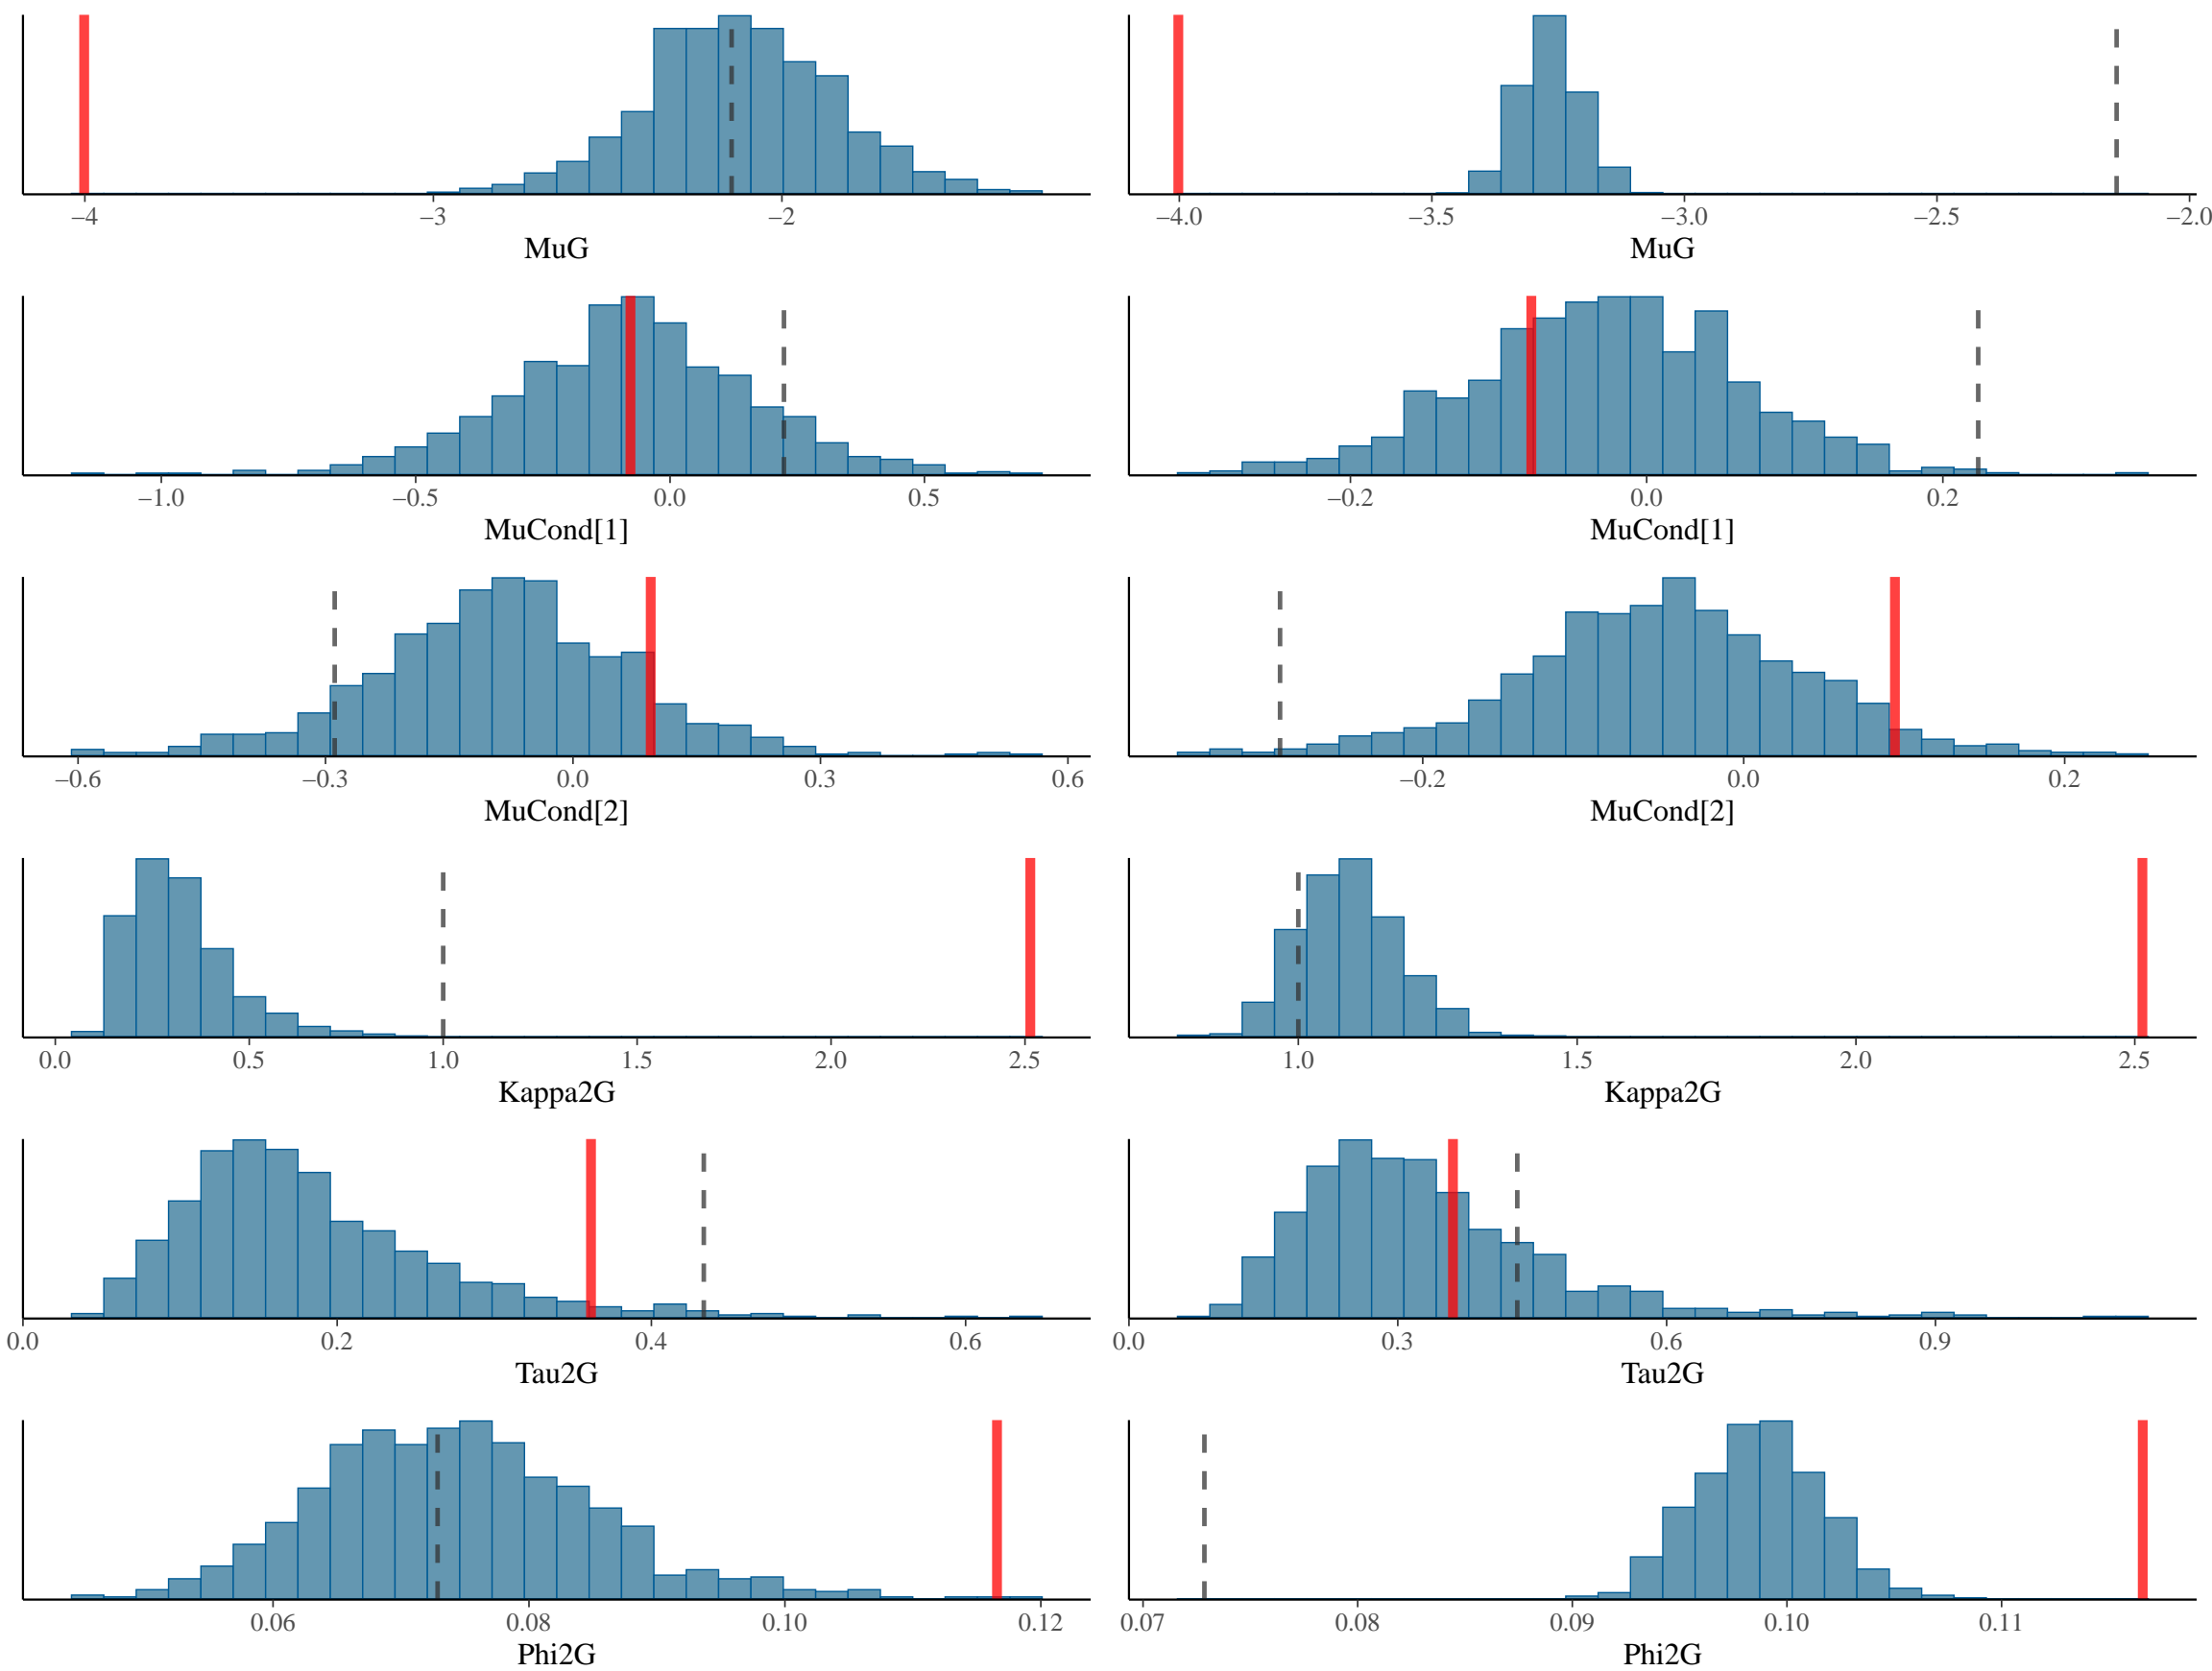 −4 −3 −2 −4.0 −3.5 −3.0 −2.5 −2.0
MuG MuG
−1.0 −0.5 0.0 0.5 −0.2 0.0 0.2
MuCond[1] MuCond[1]
−0.6 −0.3 0.0 0.3 0.6 −0.2 0.0 0.2
MuCond[2] MuCond[2]
0.0 0.5 1.0 1.5 2.0 2.5 1.0 1.5 2.0 2.5
Kappa2G Kappa2G
0.0 0.2 0.4 0.6 0.0 0.3 0.6 0.9
Tau2G Tau2G
0.06 0.08 0.10 0.12 0.07 0.08 0.09 0.10 0.11
Phi2G Phi2G